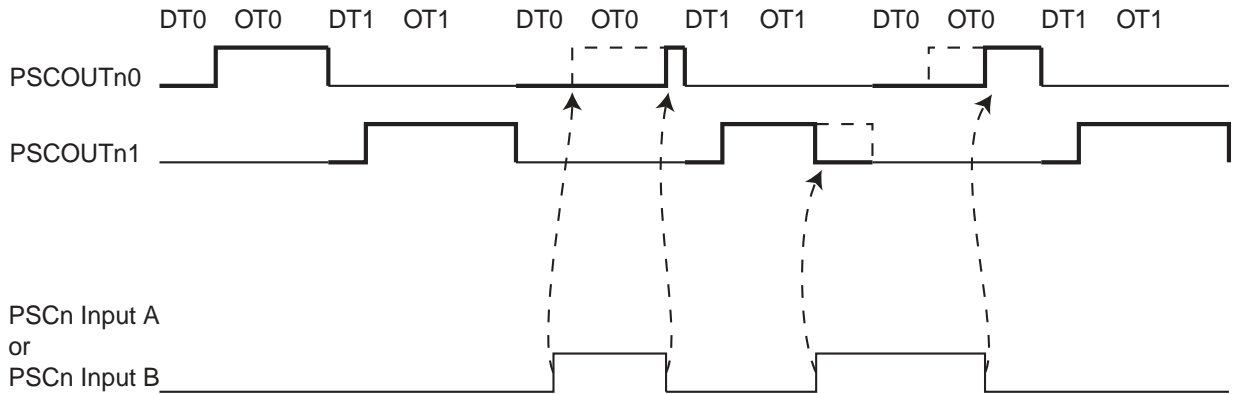 DT0 OT0 DT1 OT1 DT0 OT0 DT1 OT1 DT0 OT0 DT1 OT1
PSCOUTn0
PSCOUTn1
PSCn Input A
or
PSCn Input B